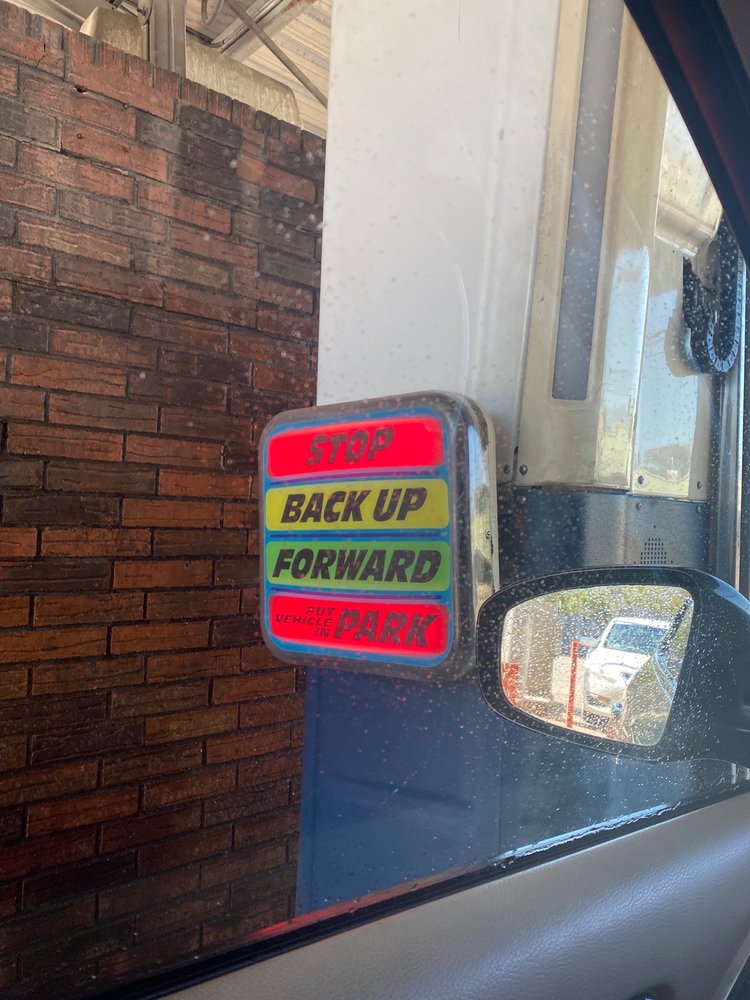 STOP
BACK UP
FORWARD
PUT
VEHICLE
IN PARK